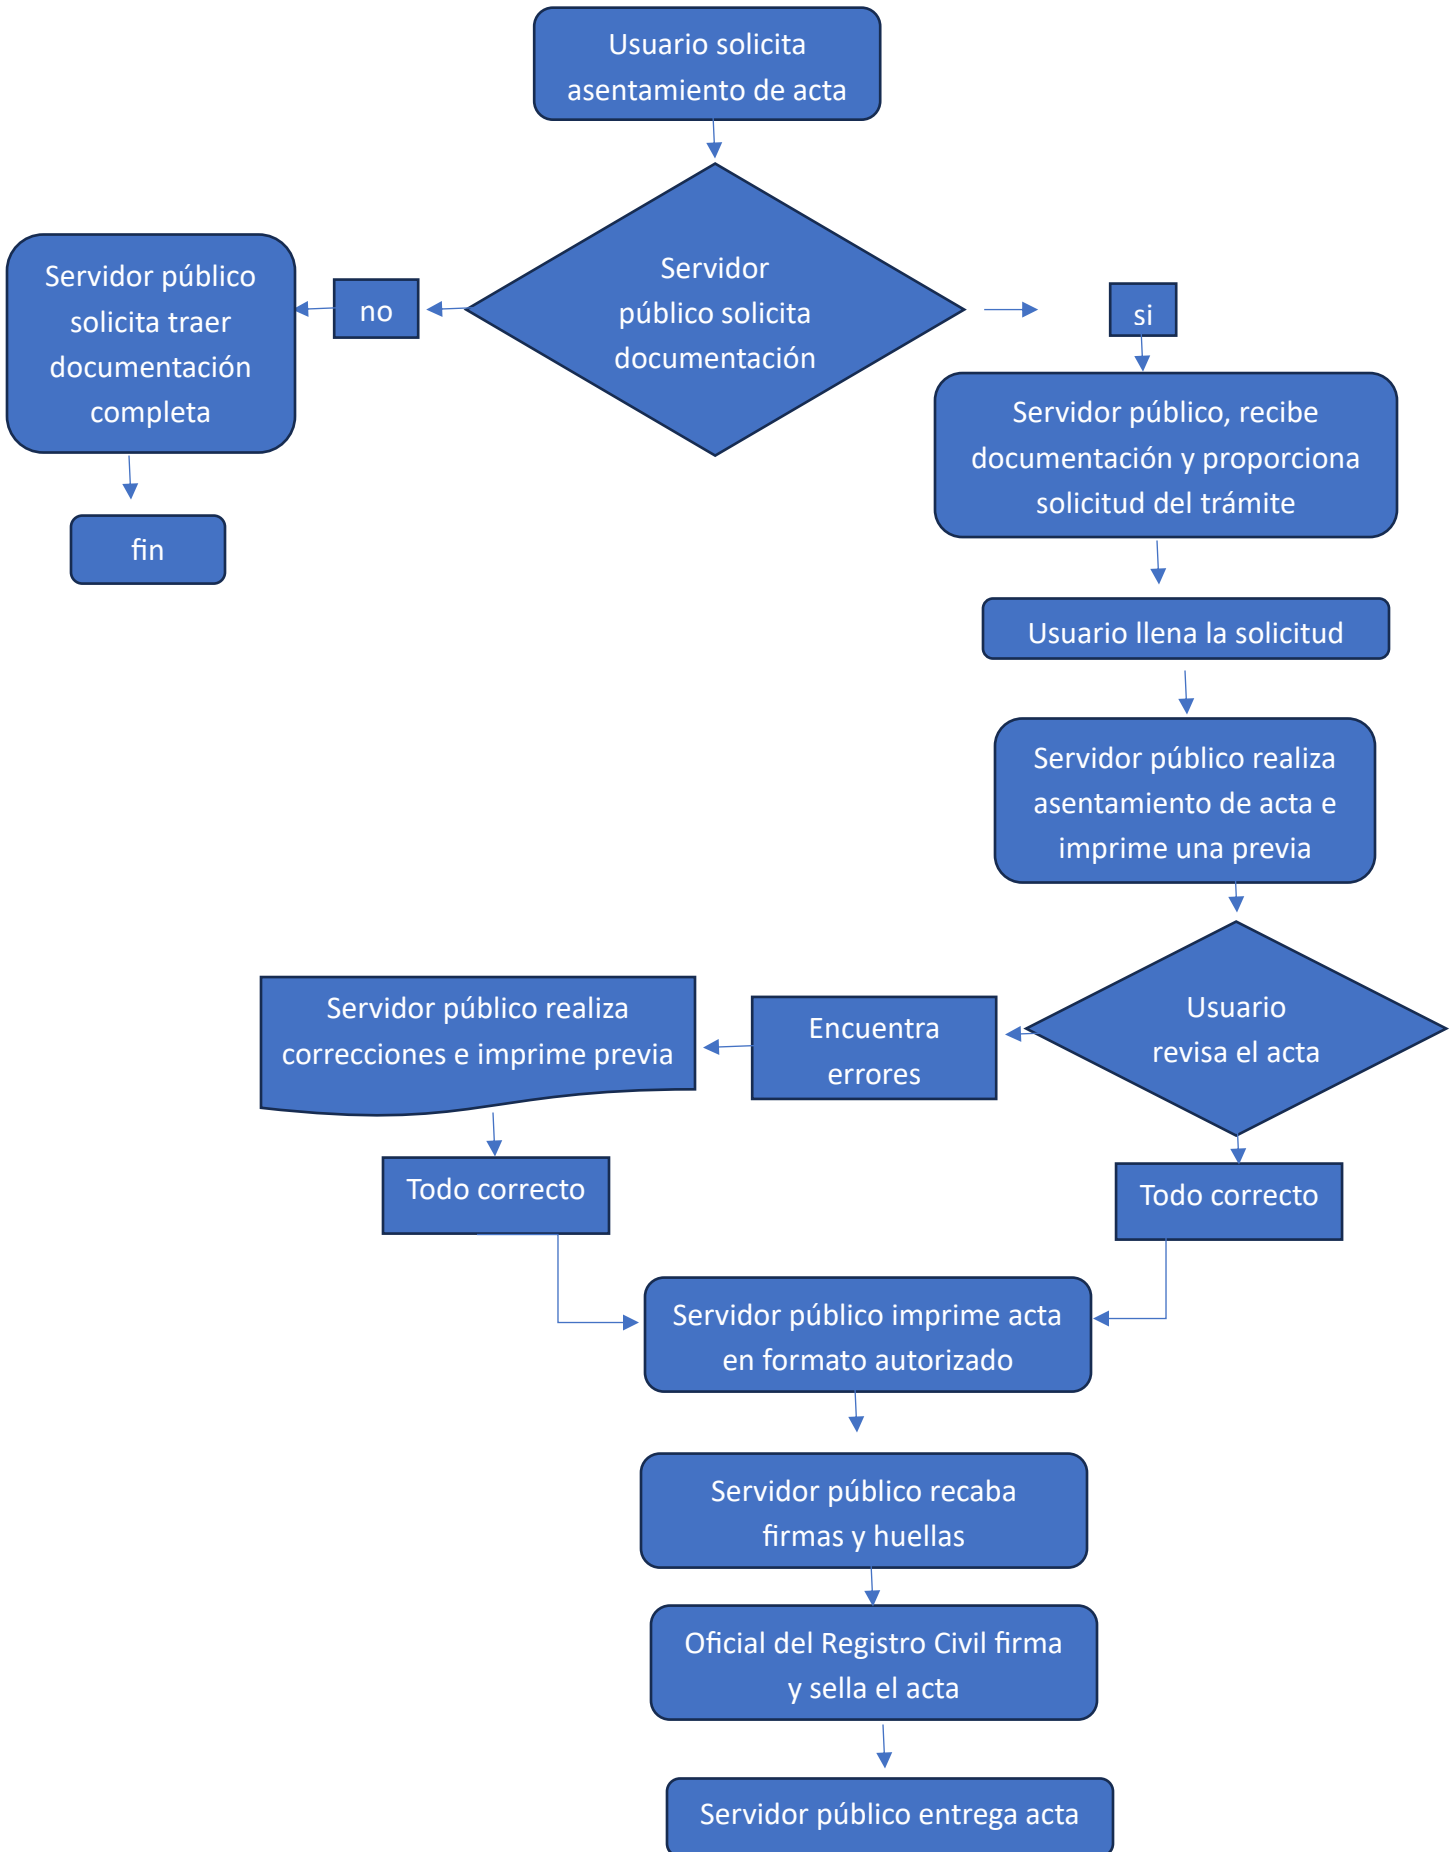 Usuario solicita
asentamiento de acta
Servidor
público solicita
documentación
no
si
Servidor público
solicita traer
documentación
completa
fin
Servidor público, recibe
documentación y proporciona
solicitud del trámite
Usuario llena la solicitud
Servidor público realiza
asentamiento de acta e
imprime una previa
Usuario
revisa el acta
Encuentra
errores
Servidor público realiza
correcciones e imprime previa
Todo correcto
Todo correcto
Servidor público imprime acta
en formato autorizado
Servidor público recaba
firmas y huellas
Oficial del Registro Civil firma
y sella el acta
Servidor público entrega acta